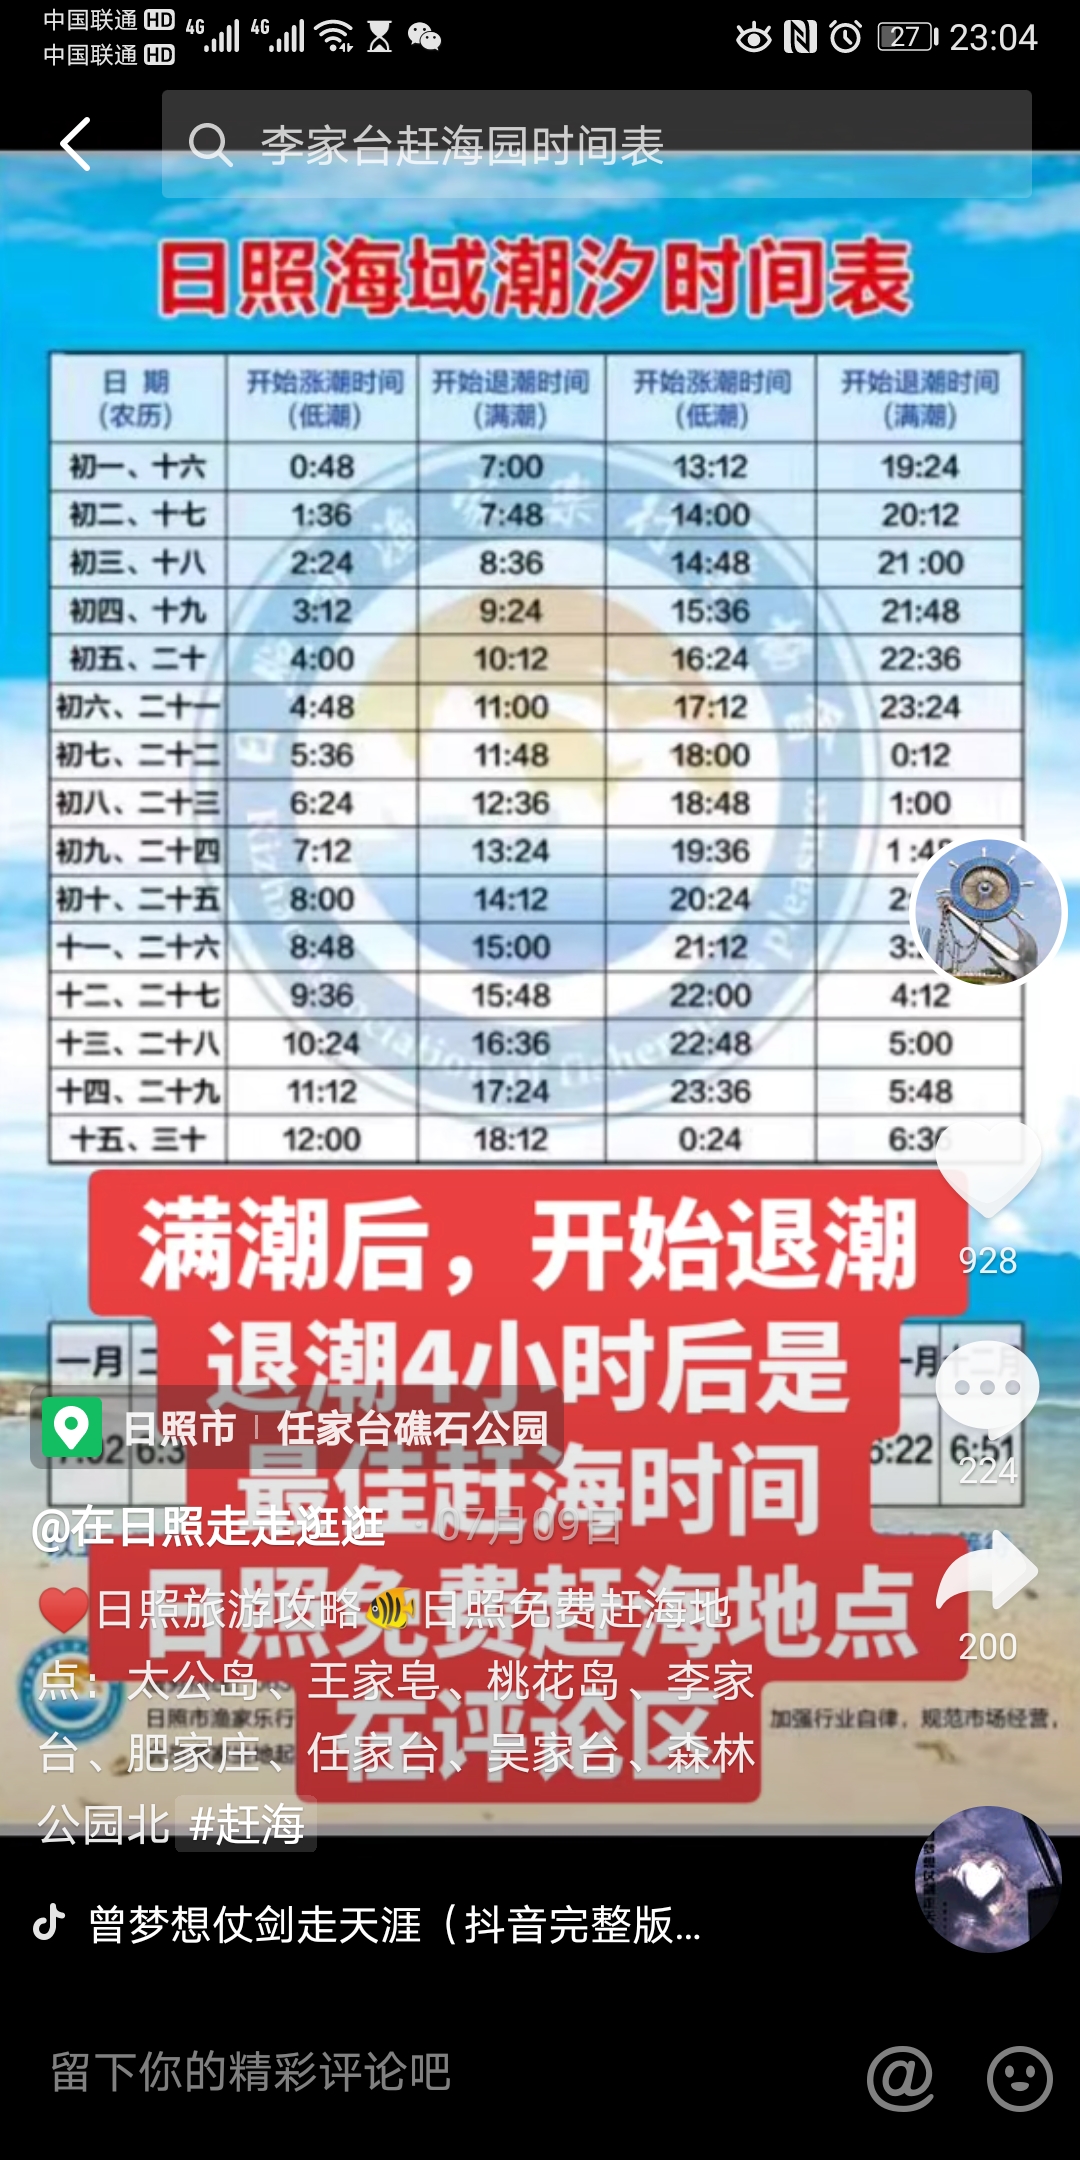 中国联通 HD 4G 4G 27 23:04
中国联通 HD
李家台赶海园时间表
日照海域潮汐时间表
日 期 开始涨潮时间 开始退潮时间 开始涨潮时间 开始退潮时间
(农历) (低潮) (满潮) (低潮) (满潮)
初一、十六 0:48 7:00 13:12 19:24
初二、十七 1:36 7:48 14:00 20:12
初三、十八 2:24 8:36 14:48 21:00
初四、十九 3:12 9:24 15:36 21:48
初五、二十 4:00 10:12 16:24 22:36
初六、二十一 4:48 11:00 17:12 23:24
初七、二十二 5:36 11:48 18:00 0:12
初八、二十三 6:24 12:36 18:48 1:00
初九、二十四 7:12 13:24 19:36
初十、二十五 8:00 14:12 20:24
十一、二十六 8:48 15:00 21:12
十二、二十七 9:36 15:48 22:00 4:12
十三、二十八 10:24 16:36 22:48 5:00
十四、二十九 11:12 17:24 23:36 5:48
十五、三十 12:00 18:12 0:24 6:36
满潮后，开始退潮
928
退潮4小时后是
一月 十二月
日照市 任家台礁石公园
6:22 6:51
224
最佳赶海时间
@在日照走走逛逛 · 07月09日
日照免费赶海地点
❤️日照旅游攻略🐠日照免费赶海地
200
点：太公岛、王家皂、桃花岛、李家
日照市渔家乐行 加强行业自律，规范市场经营，
在评论区
台、肥家庄、任家台、吴家台、森林
公园北 #赶海
曾梦想仗剑走天涯（抖音完整版...
留下你的精彩评论吧